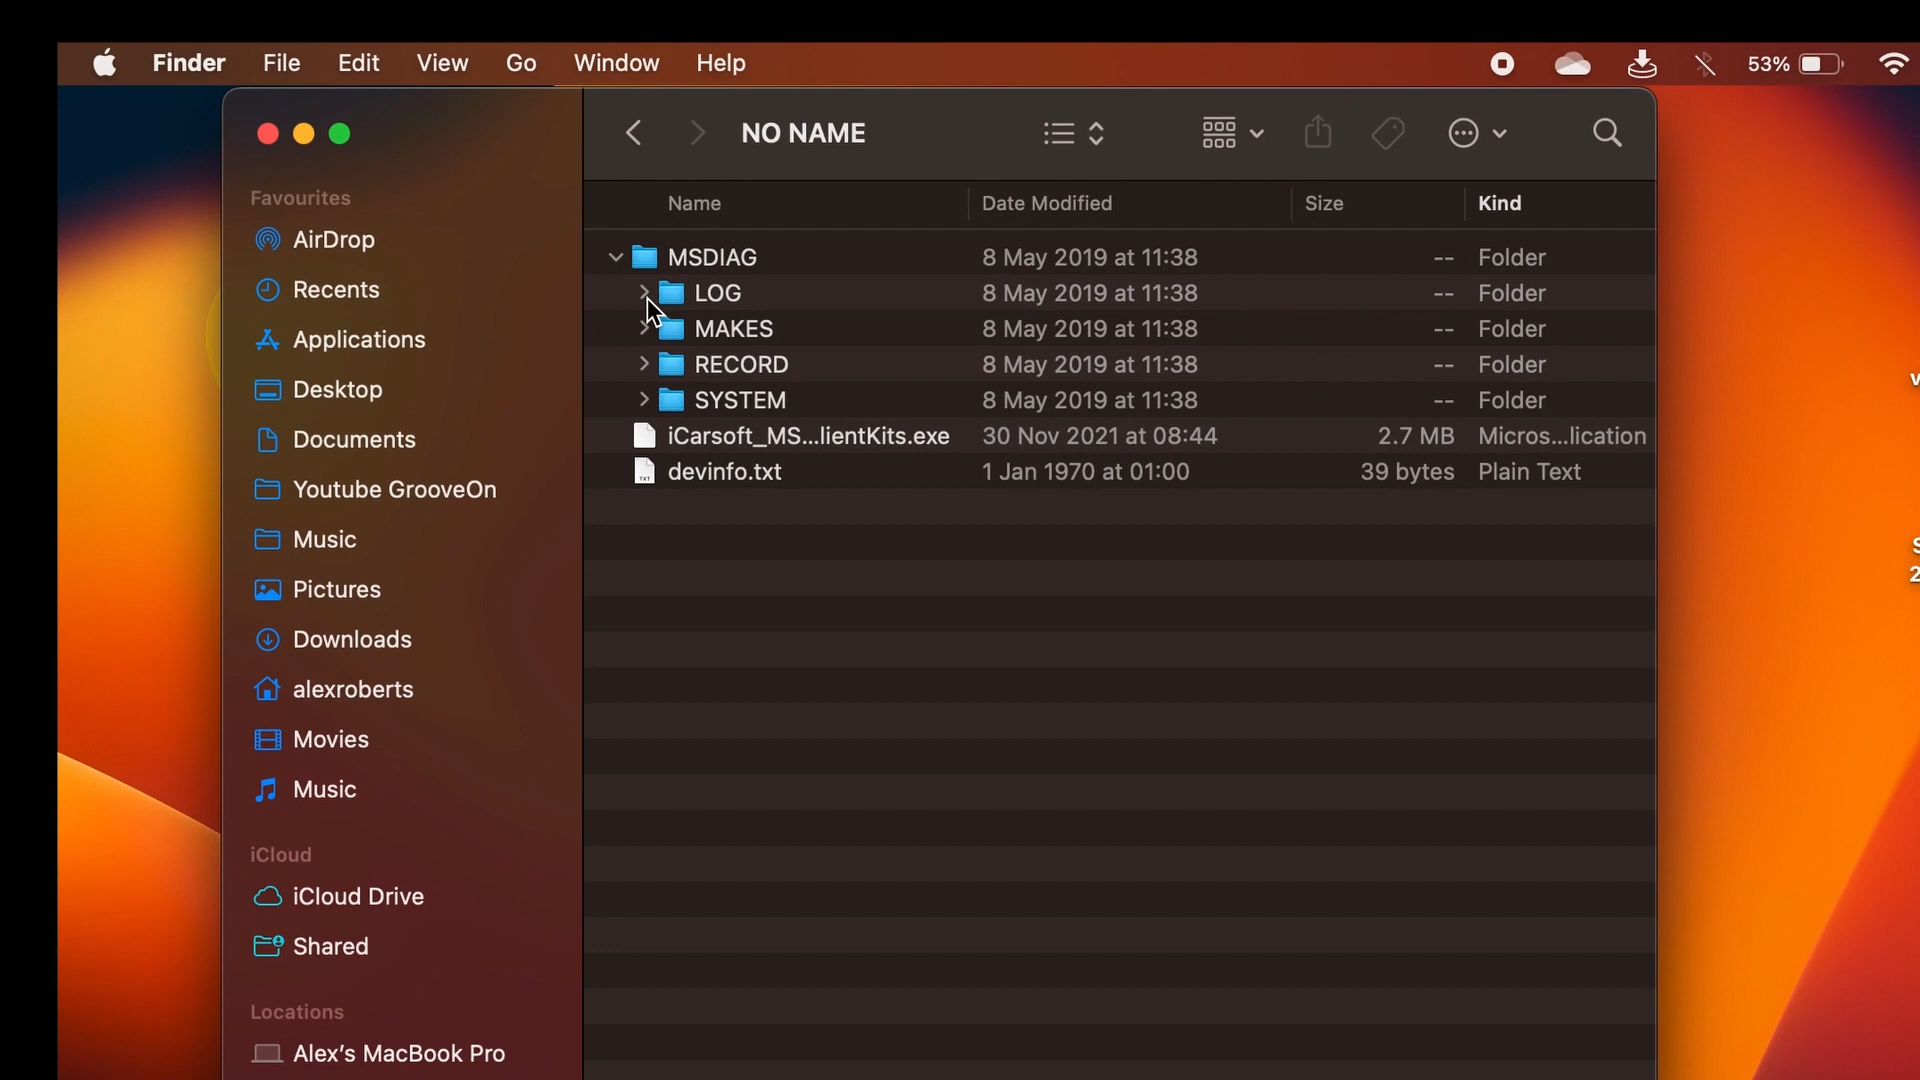 Finder File Edit View Go Window Help 53%
NO NAME
Favourites
AirDrop
Recents
Applications
Desktop
Documents
Youtube GrooveOn
Music
Pictures
Downloads
alexroberts
Movies
Music
iCloud
iCloud Drive
Shared
Locations
Alex's MacBook Pro
Name Date Modified Size Kind
MSDIAG 8 May 2019 at 11:38 -- Folder
LOG 8 May 2019 at 11:38 -- Folder
MAKES 8 May 2019 at 11:38 -- Folder
RECORD 8 May 2019 at 11:38 -- Folder
SYSTEM 8 May 2019 at 11:38 -- Folder
iCarsoft_MS...lientKits.exe 30 Nov 2021 at 08:44 2.7 MB Micros...lication
devinfo.txt 1 Jan 1970 at 01:00 39 bytes Plain Text